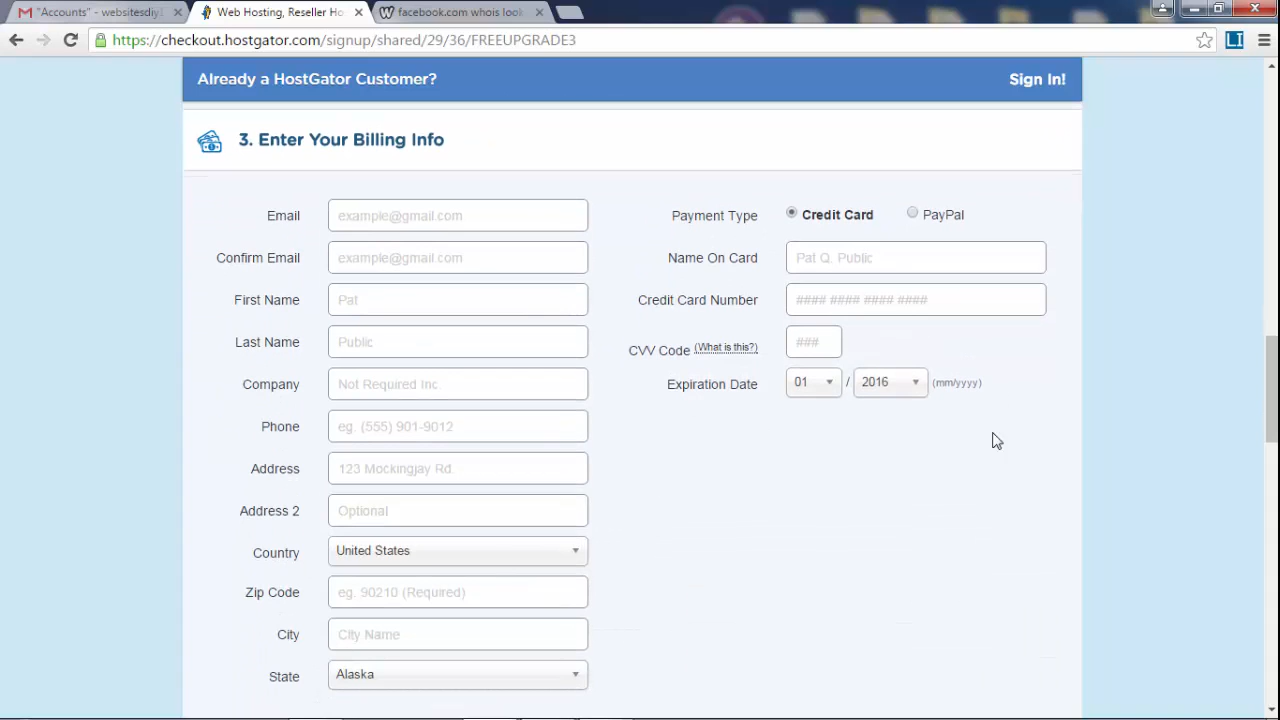 "Accounts" - websitesdiy
Web Hosting, Reseller Ho
facebook.com whois look
https://checkout.hostgator.com/signup/shared/29/36/FREEUPGRADE3
LI
Already a HostGator Customer? Sign In!
3. Enter Your Billing Info
Email example@gmail.com Payment Type Credit Card PayPal
Confirm Email example@gmail.com Name On Card Pat Q. Public
First Name Pat Credit Card Number #### #### #### ####
Last Name Public CVV Code (What is this?) ###
Company Not Required Inc. Expiration Date 01 / 2016 (mm/yyyy)
Phone eg. (555) 901-9012
Address 123 Mockingjay Rd.
Address 2 Optional
Country United States
Zip Code eg. 90210 (Required)
City City Name
State Alaska